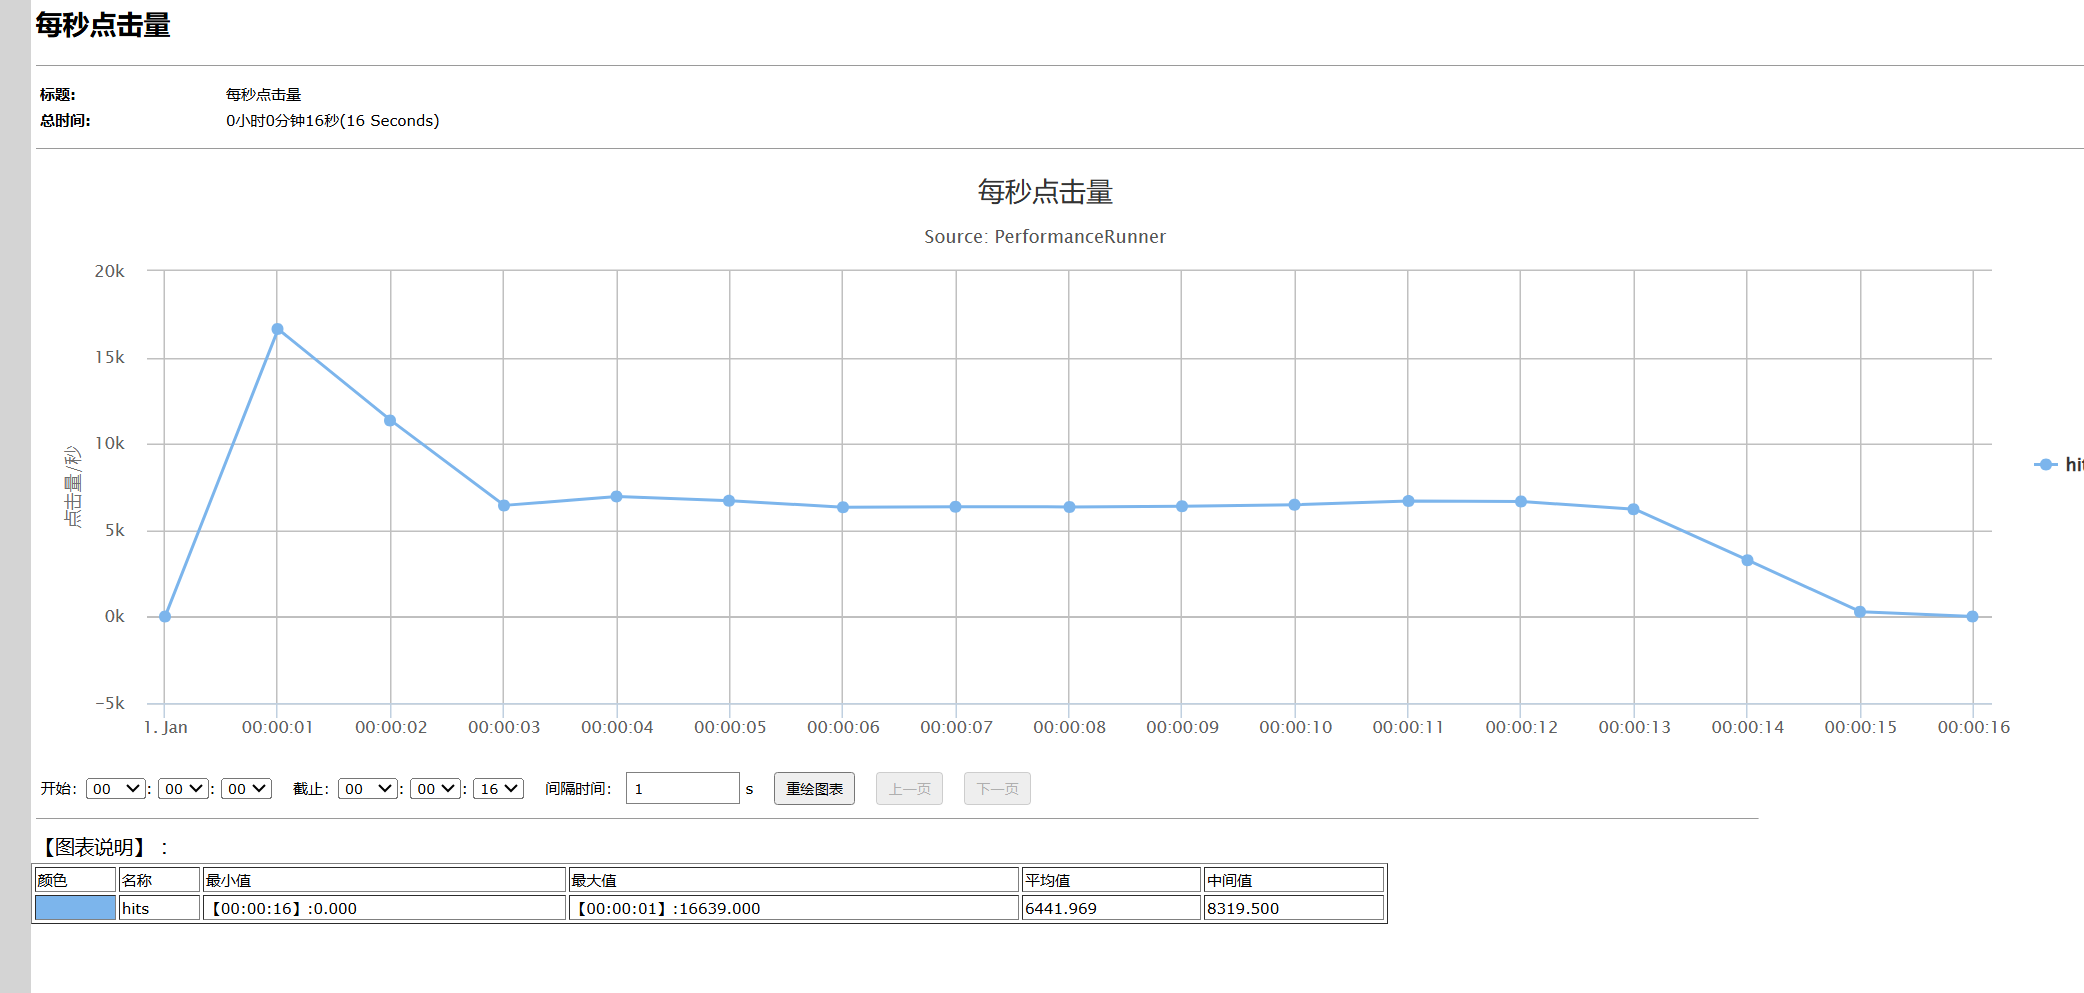 每秒点击量
标题: 每秒点击量
总时间: 0小时0分钟16秒(16 Seconds)
每秒点击量
Source: PerformanceRunner
点击量/秒
20k
15k
10k
5k
0k
-5k
1. Jan 00:00:01 00:00:02 00:00:03 00:00:04 00:00:05 00:00:06 00:00:07 00:00:08 00:00:09 00:00:10 00:00:11 00:00:12 00:00:13 00:00:14 00:00:15 00:00:16
开始: 00 : 00 : 00 截止: 00 : 00 : 16 间隔时间: 1 s 重绘图表 上一页 下一页
【图表说明】:
颜色 名称 最小值 最大值 平均值 中间值
hits 【00:00:16】:0.000 【00:00:01】:16639.000 6441.969 8319.500